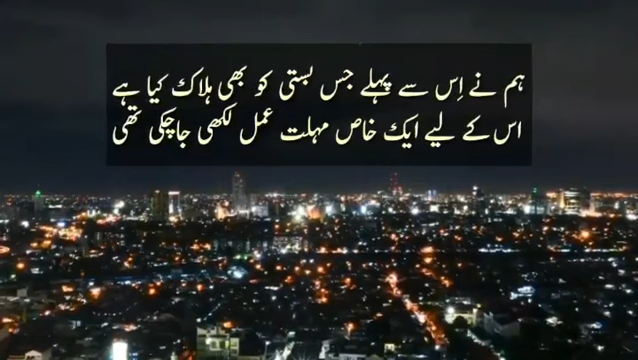 ہم نے اِس سے پہلے جس بستی کو بھی ہلاک کیا ہے
اس کے لیے ایک خاص مہلت عمل لکھی جاچکی تھی